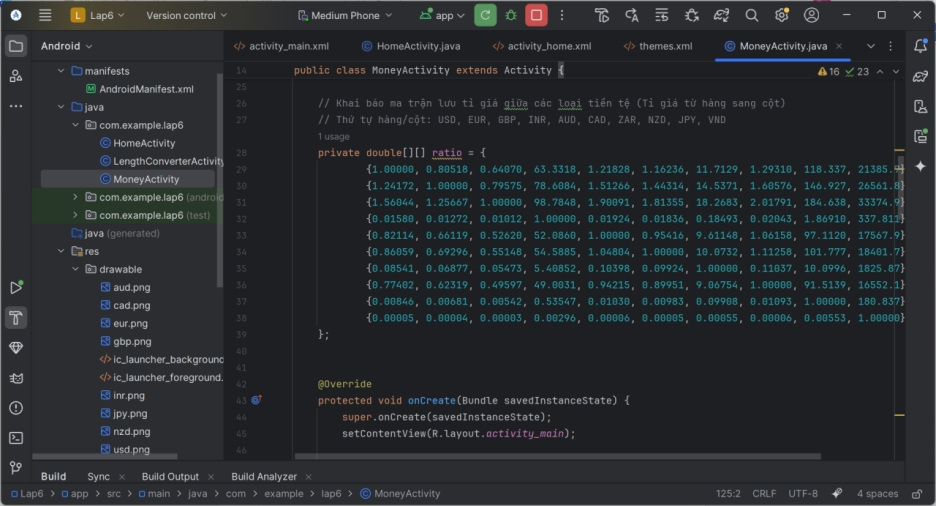 Lap6
Version control
Medium Phone
app
Android
activity_main.xml
HomeActivity.java
activity_home.xml
themes.xml
MoneyActivity.java
manifests
AndroidManifest.xml
java
com.example.lap6
HomeActivity
LengthConverterActivity
MoneyActivity
com.example.lap6 (android
com.example.lap6 (test)
java (generated)
res
drawable
aud.png
cad.png
eur.png
gbp.png
ic_launcher_background
ic_launcher_foreground.
inr.png
jpy.png
nzd.png
usd.png
16 23
14 public class MoneyActivity extends Activity {
25
26 // Khai báo ma trận lưu tỉ giá giữa các loại tiền tệ (Tỉ giá từ hàng sang cột)
27 // Thứ tự hàng/cột: USD, EUR, GBP, INR, AUD, CAD, ZAR, NZD, JPY, VND
1 usage
28 private double[][] ratio = {
29 {1.00000, 0.80518, 0.64070, 63.3318, 1.21828, 1.16236, 11.7129, 1.29310, 118.337, 21385.9}
30 {1.24172, 1.00000, 0.79575, 78.6084, 1.51266, 1.44314, 14.5371, 1.60576, 146.927, 26561.8}
31 {1.56044, 1.25667, 1.00000, 98.7848, 1.90091, 1.81355, 18.2683, 2.01791, 184.638, 33374.9}
32 {0.01580, 0.01272, 0.01012, 1.00000, 0.01924, 0.01836, 0.18493, 0.02043, 1.86910, 337.811}
33 {0.82114, 0.66119, 0.52620, 52.0860, 1.00000, 0.95416, 9.61148, 1.06158, 97.1120, 17567.9}
34 {0.86059, 0.69296, 0.55148, 54.5885, 1.04804, 1.00000, 10.0732, 1.11258, 101.777, 18401.7}
35 {0.08541, 0.06877, 0.05473, 5.40852, 0.10398, 0.09924, 1.00000, 0.11037, 10.0996, 1825.87}
36 {0.77402, 0.62319, 0.49597, 49.0031, 0.94215, 0.89951, 9.06754, 1.00000, 91.5139, 16552.1}
37 {0.00846, 0.00681, 0.00542, 0.53547, 0.01030, 0.00983, 0.09908, 0.01093, 1.00000, 180.837}
38 {0.00005, 0.00004, 0.00003, 0.00296, 0.00006, 0.00005, 0.00055, 0.00006, 0.00553, 1.00000}
39 };
40
41
42 @Override
43 protected void onCreate(Bundle savedInstanceState) {
44 super.onCreate(savedInstanceState);
45 setContentView(R.layout.activity_main);
46
Build Sync Build Output Build Analyzer
Lap6 > app > src > main > java > com > example > lap6 > MoneyActivity
125:2 CRLF UTF-8 4 spaces